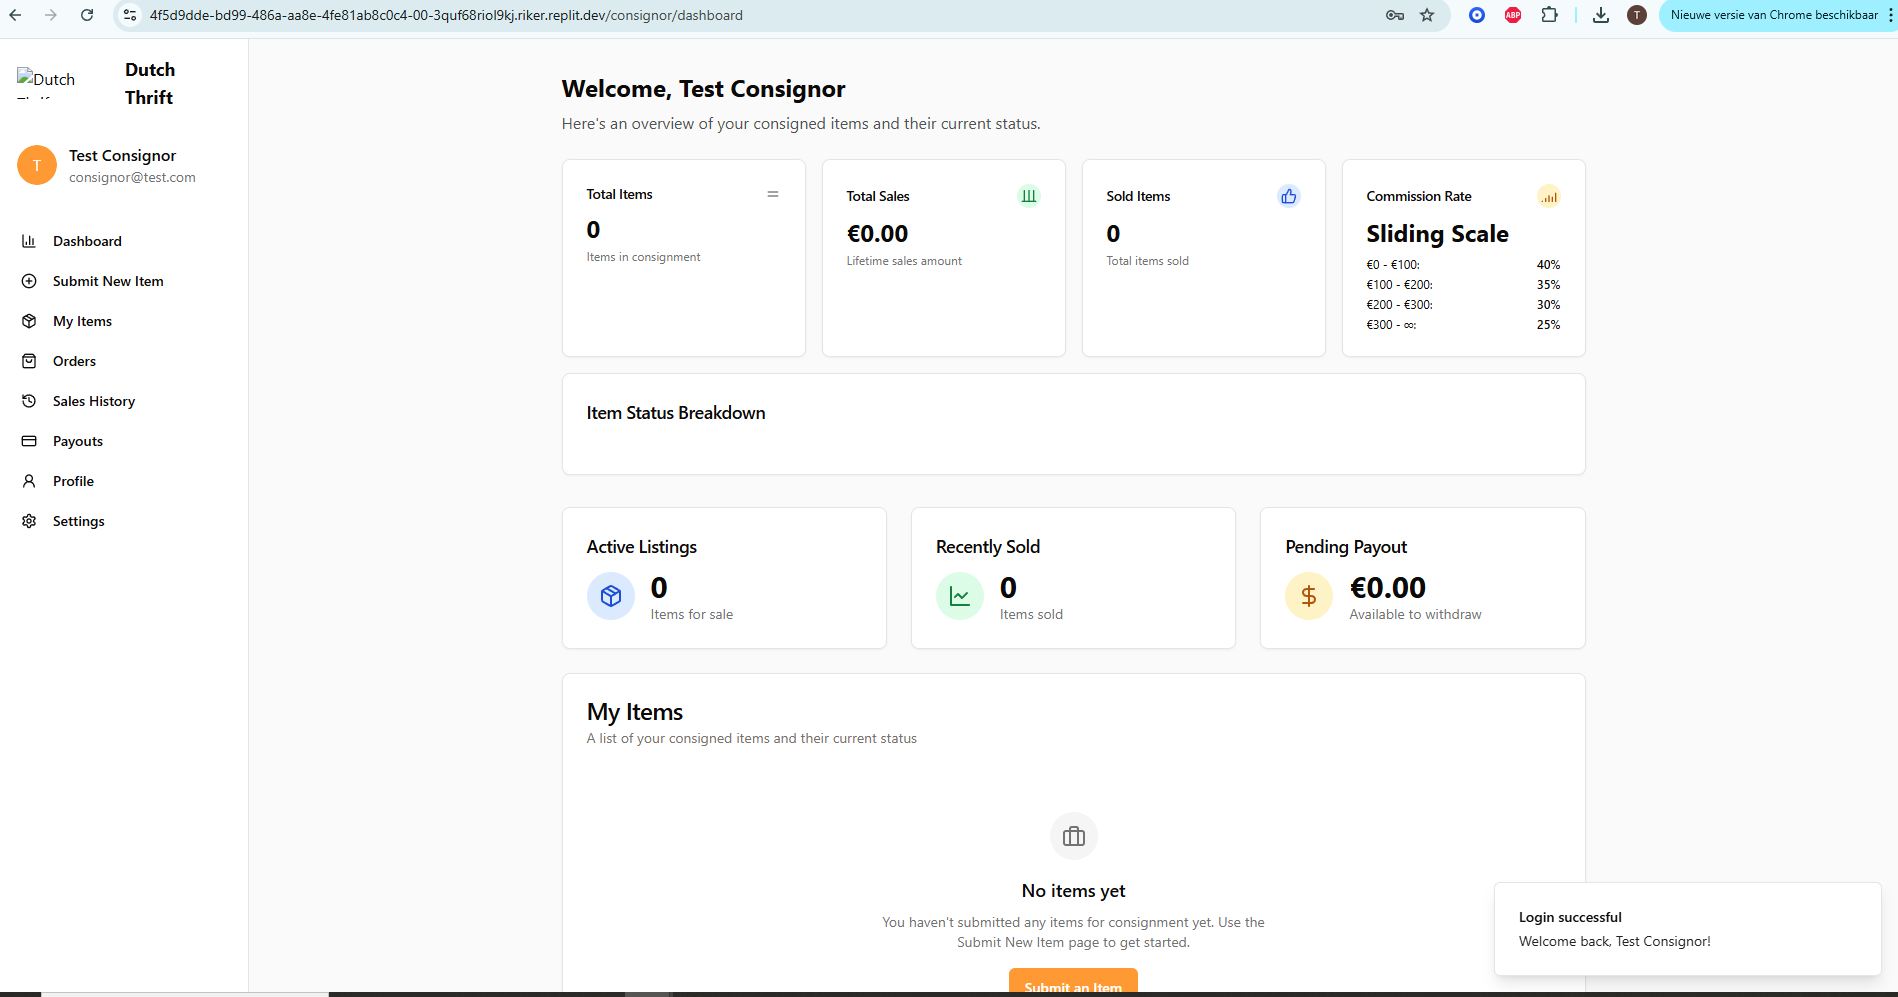 4f5d9dde-bd99-486a-aa8e-4fe81ab8c0c4-00-3quf68riol9kj.riker.replit.dev/consignor/dashboard
ABP
T
Nieuwe versie van Chrome beschikbaar
Dutch
Dutch
Thrift
T
Test Consignor
consignor@test.com
Dashboard
Submit New Item
My Items
Orders
Sales History
Payouts
Profile
Settings
Welcome, Test Consignor
Here's an overview of your consigned items and their current status.
Total Items
0
Items in consignment
Total Sales
€0.00
Lifetime sales amount
Sold Items
0
Total items sold
Commission Rate
Sliding Scale
€0 - €100: 40%
€100 - €200: 35%
€200 - €300: 30%
€300 - ∞: 25%
Item Status Breakdown
Active Listings
0
Items for sale
Recently Sold
0
Items sold
Pending Payout
$
€0.00
Available to withdraw
My Items
A list of your consigned items and their current status
No items yet
You haven't submitted any items for consignment yet. Use the
Submit New Item page to get started.
Submit an Item
Login successful
Welcome back, Test Consignor!